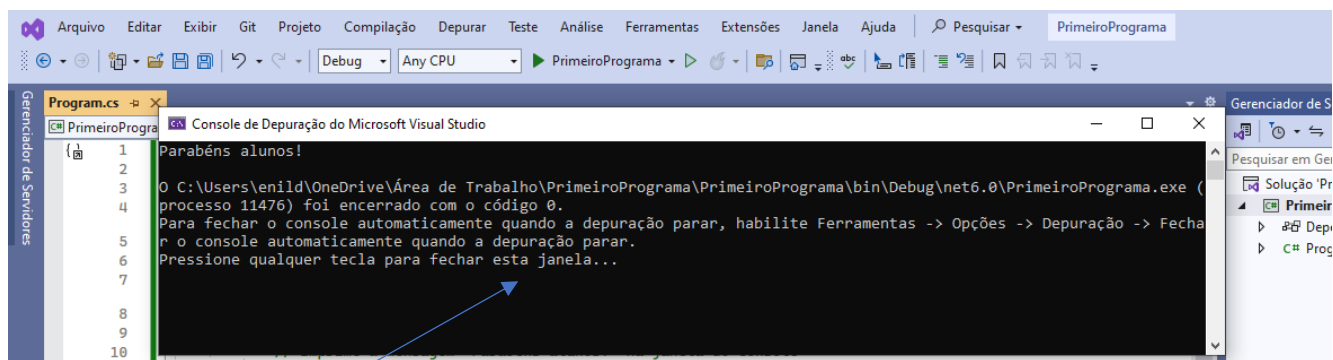 Arquivo Editar Exibir Git Projeto Compilação Depurar Teste Análise Ferramentas Extensões Janela Ajuda Pesquisar PrimeiroPrograma
Debug Any CPU PrimeiroPrograma
Gerenciador de Servidores
Program.cs
Gerenciador de S
C# PrimeiroProgra
Console de Depuração do Microsoft Visual Studio
Pesquisar em Ger
Solução 'Pr
C# Primeir
Depe
C# Prog
1
2
3
4
5
6
7
8
9
10
Parabéns alunos!
O C:\Users\enild\OneDrive\Área de Trabalho\PrimeiroPrograma\PrimeiroPrograma\bin\Debug\net6.0\PrimeiroPrograma.exe (
processo 11476) foi encerrado com o código 0.
Para fechar o console automaticamente quando a depuração parar, habilite Ferramentas -> Opções -> Depuração -> Fecha
r o console automaticamente quando a depuração parar.
Pressione qualquer tecla para fechar esta janela...